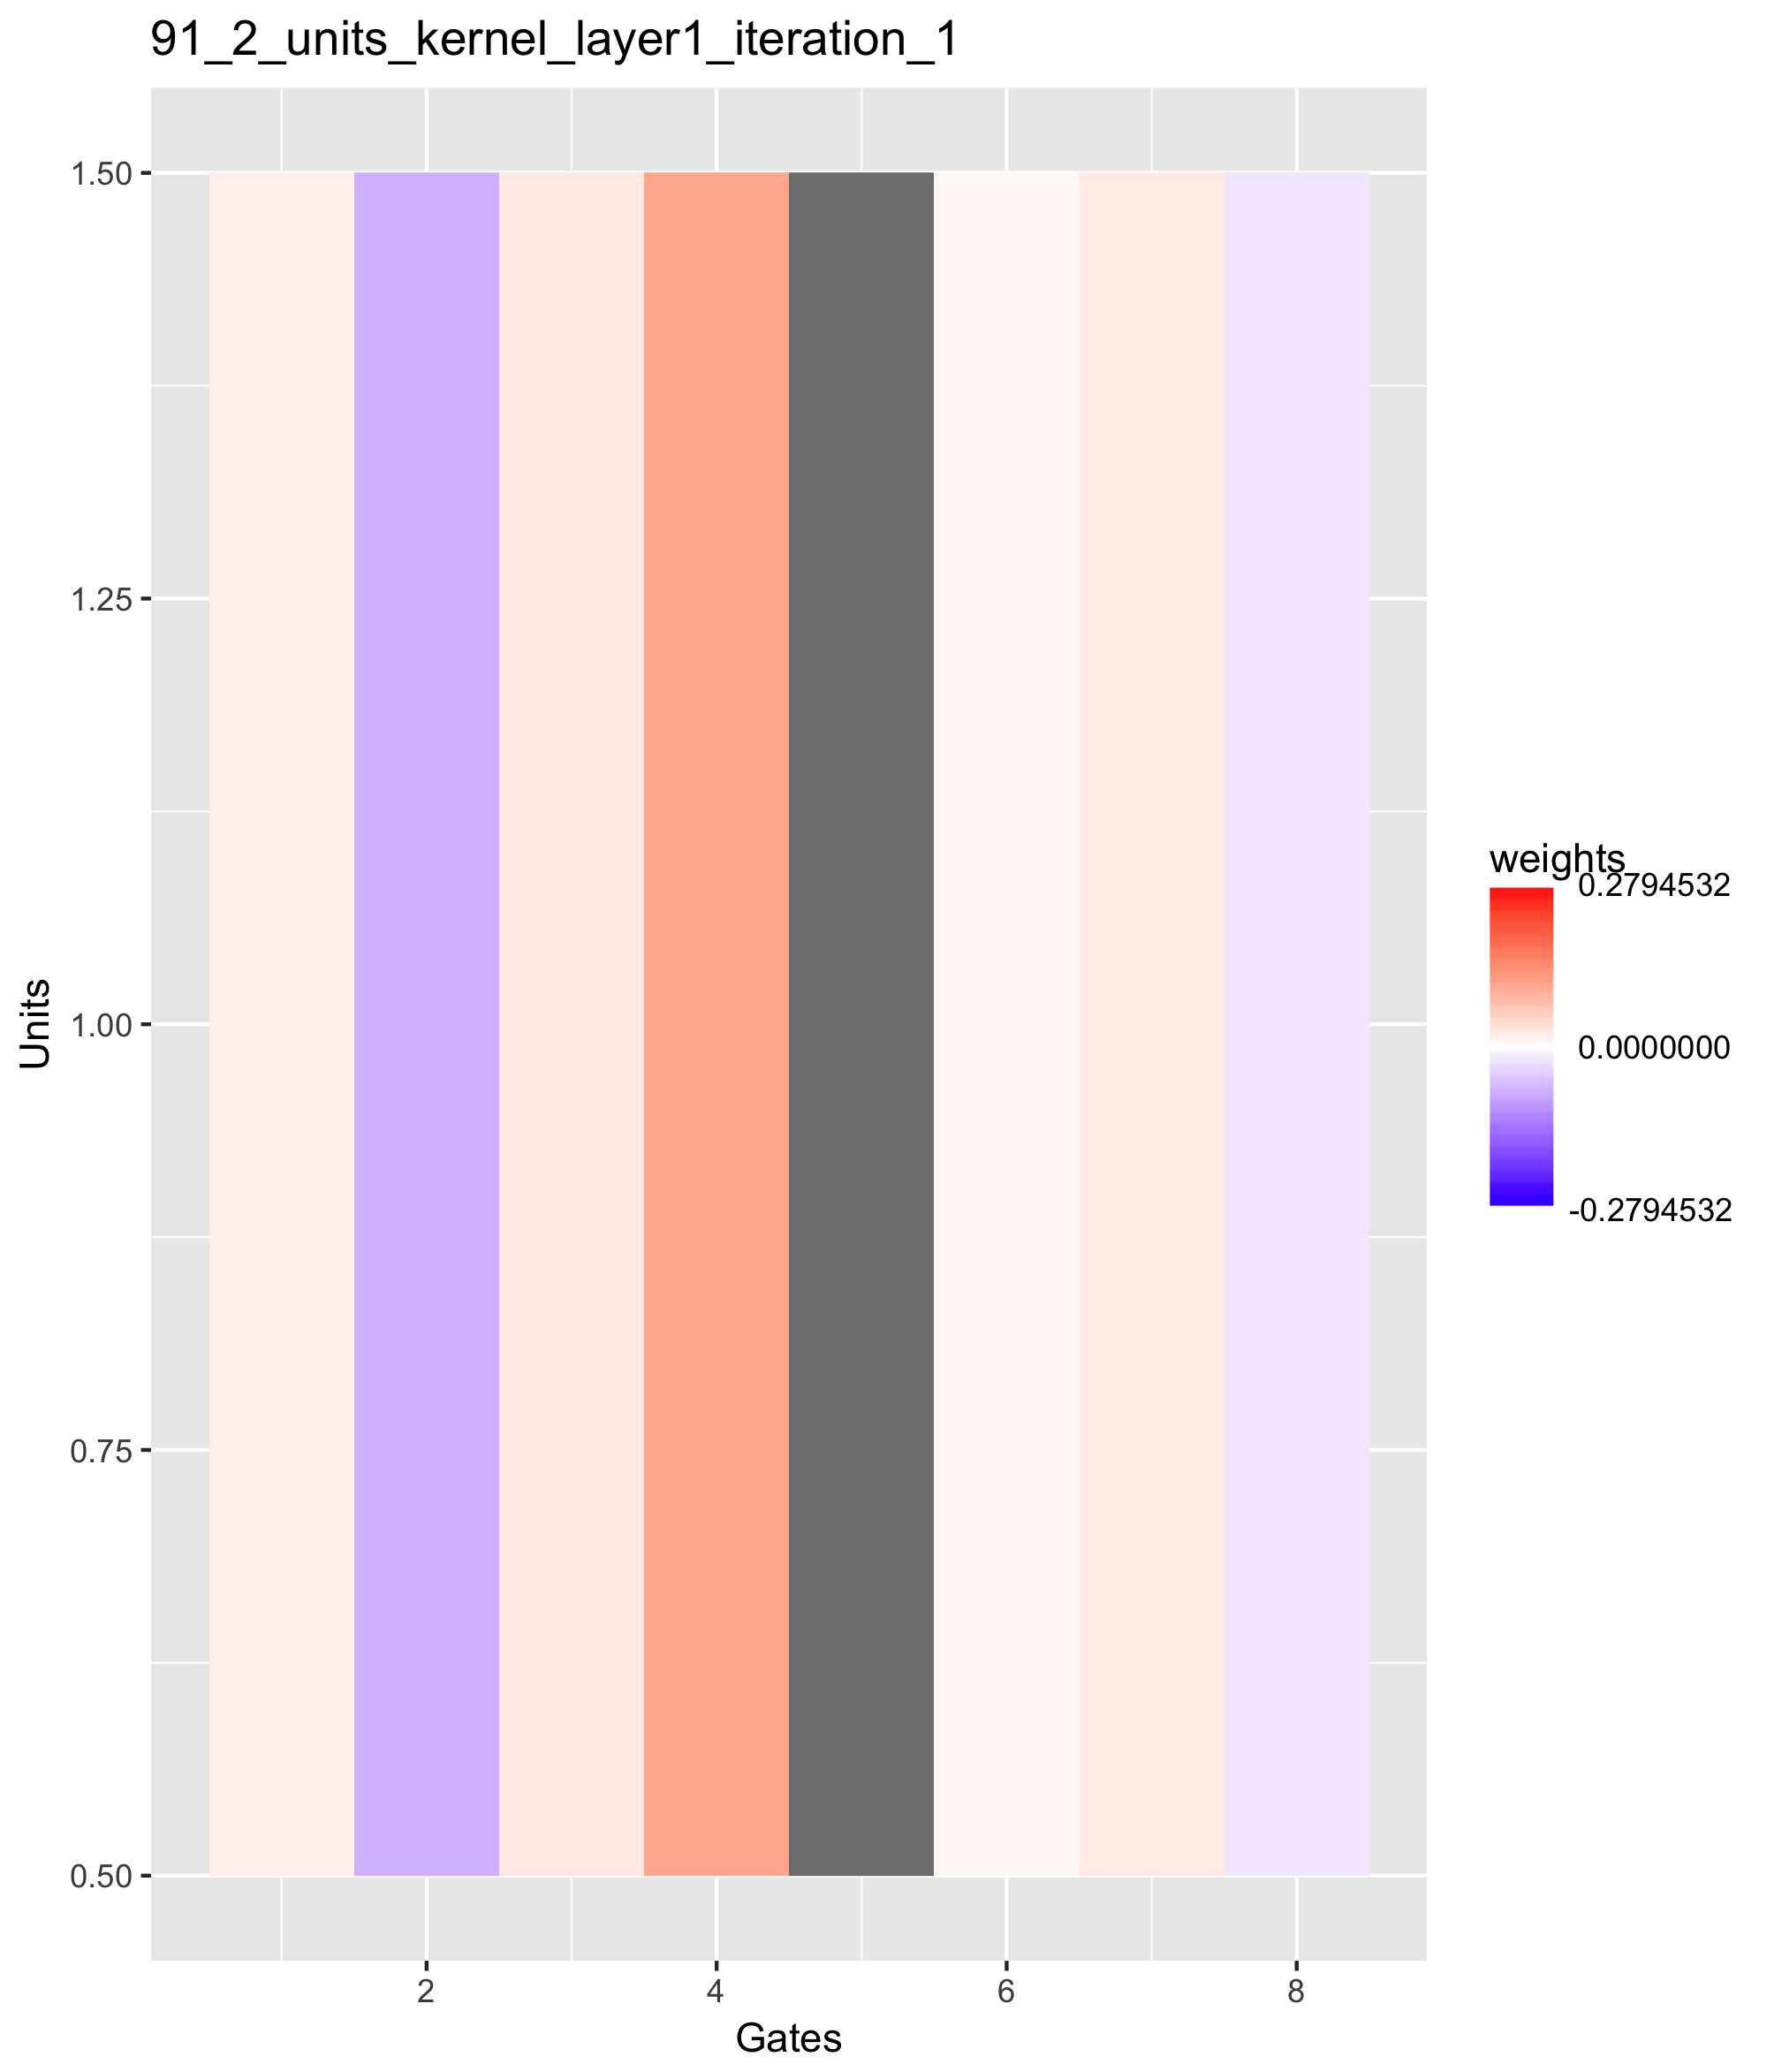 91_2_units_kernel_layer1_iteration_1
1.50
1.25
1.00
0.75
0.50
Units
2 4 6 8
Gates
weights
0.2794532
0.0000000
-0.2794532